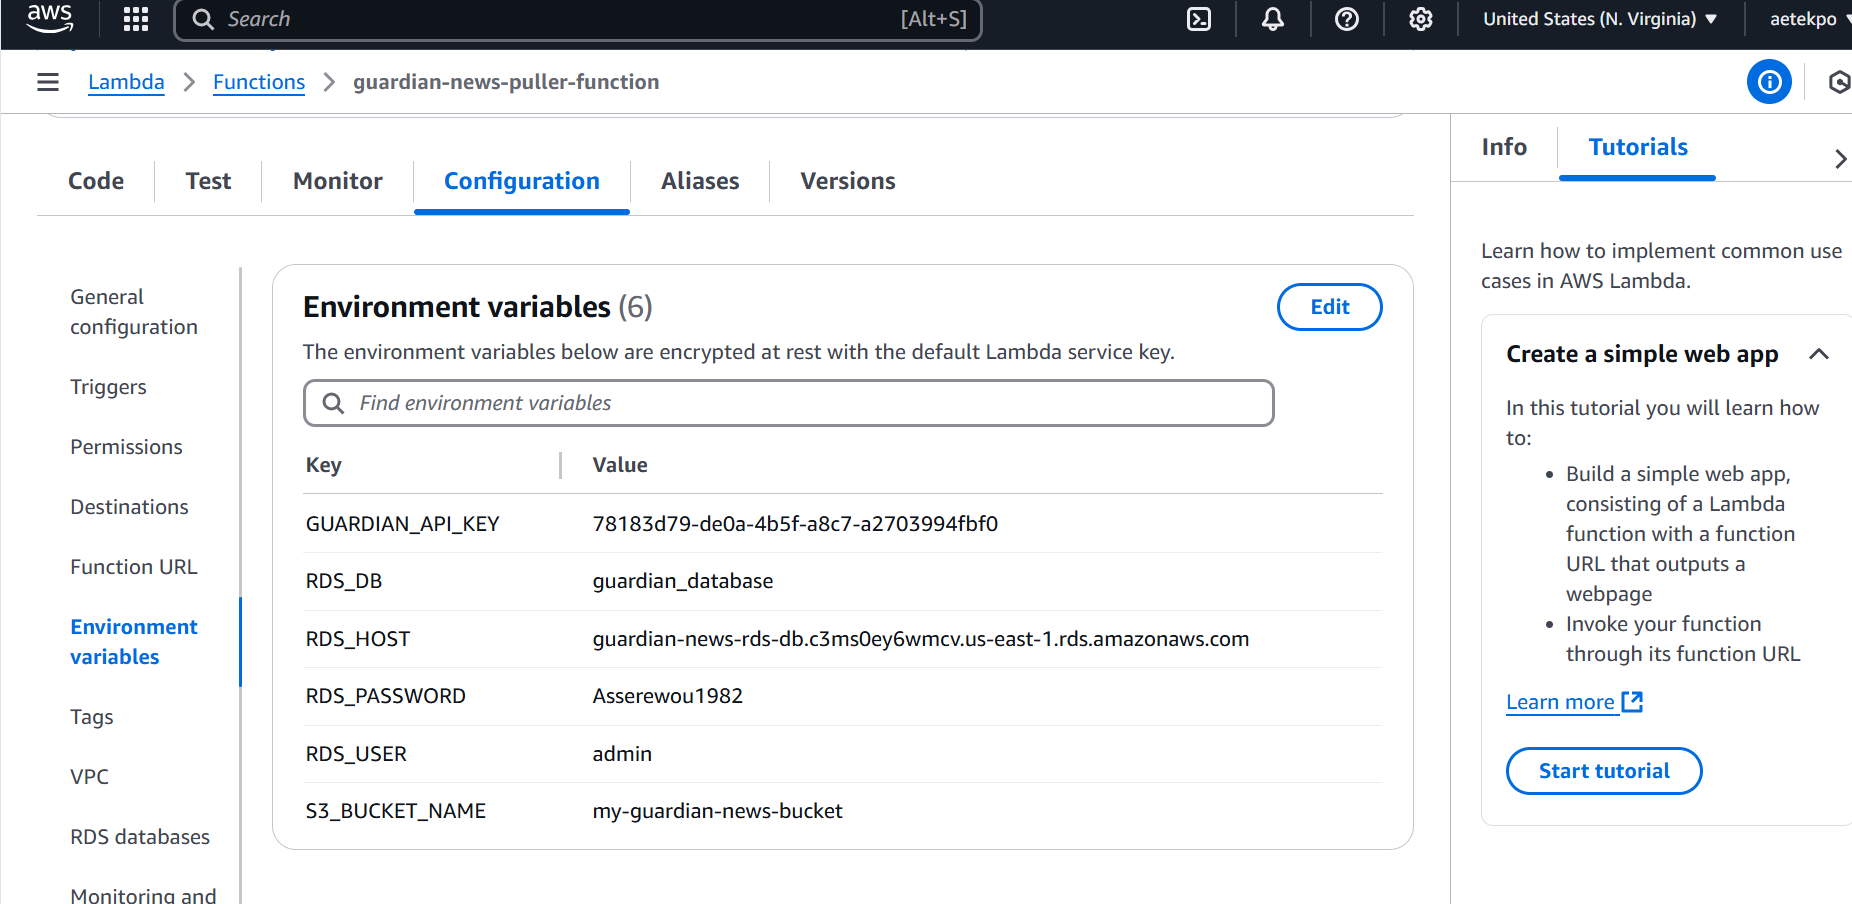 aws
Search [Alt+S]
United States (N. Virginia)
aetekpo
Lambda
Functions
guardian-news-puller-function
Code
Test
Monitor
Configuration
Aliases
Versions
Info
Tutorials
General
configuration
Triggers
Permissions
Destinations
Function URL
Environment
variables
Tags
VPC
RDS databases
Monitoring and
Environment variables (6)
Edit
The environment variables below are encrypted at rest with the default Lambda service key.
Find environment variables
Key Value
GUARDIAN_API_KEY 78183d79-de0a-4b5f-a8c7-a2703994fbf0
RDS_DB guardian_database
RDS_HOST guardian-news-rds-db.c3ms0ey6wmcv.us-east-1.rds.amazonaws.com
RDS_PASSWORD Asserewou1982
RDS_USER admin
S3_BUCKET_NAME my-guardian-news-bucket
Learn how to implement common use
cases in AWS Lambda.
Create a simple web app
In this tutorial you will learn how
to:
• Build a simple web app,
consisting of a Lambda
function with a function
URL that outputs a
webpage
• Invoke your function
through its function URL
Learn more
Start tutorial